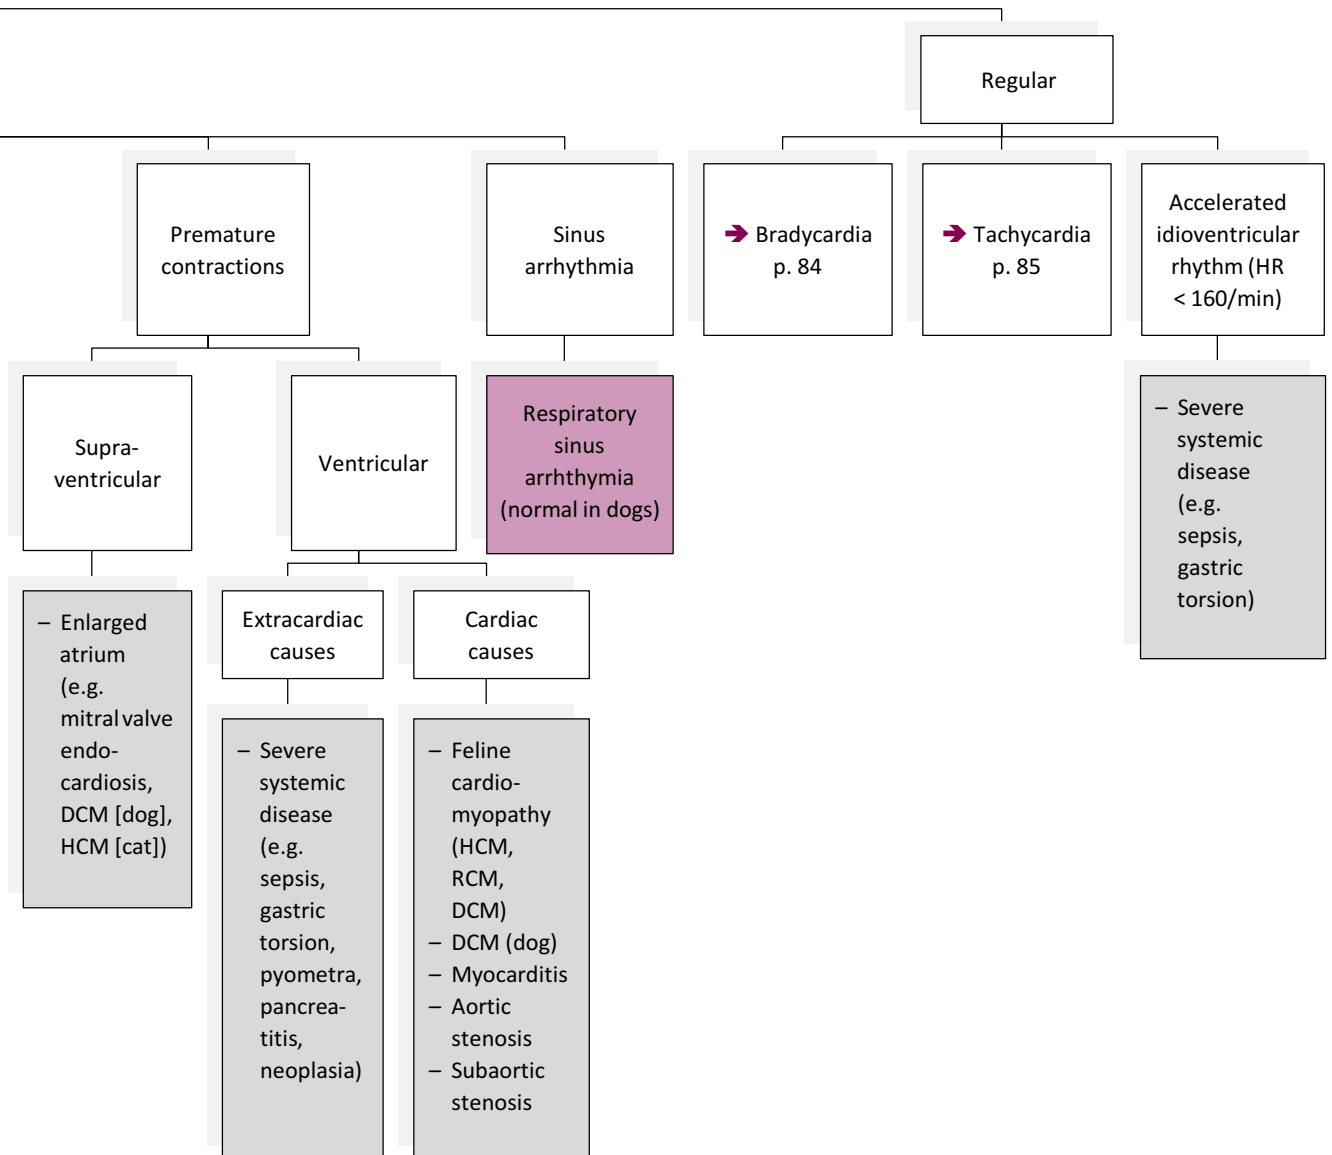 Regular
Premature
contractions
Sinus
arrhythmia
➔ Bradycardia
p. 84
➔ Tachycardia
p. 85
Accelerated
idioventricular
rhythm (HR
< 160/min)
Supra-
ventricular
Ventricular
Respiratory
sinus
arrhthymia
(normal in dogs)
– Severe
systemic
disease
(e.g.
sepsis,
gastric
torsion)
– Enlarged
atrium
(e.g.
mitral valve
endo-
cardiosis,
DCM [dog],
HCM [cat])
Extracardiac
causes
Cardiac
causes
– Severe
systemic
disease
(e.g.
sepsis,
gastric
torsion,
pyometra,
pancrea-
titis,
neoplasia)
– Feline
cardio-
myopathy
(HCM,
RCM,
DCM)
– DCM (dog)
– Myocarditis
– Aortic
stenosis
– Subaortic
stenosis